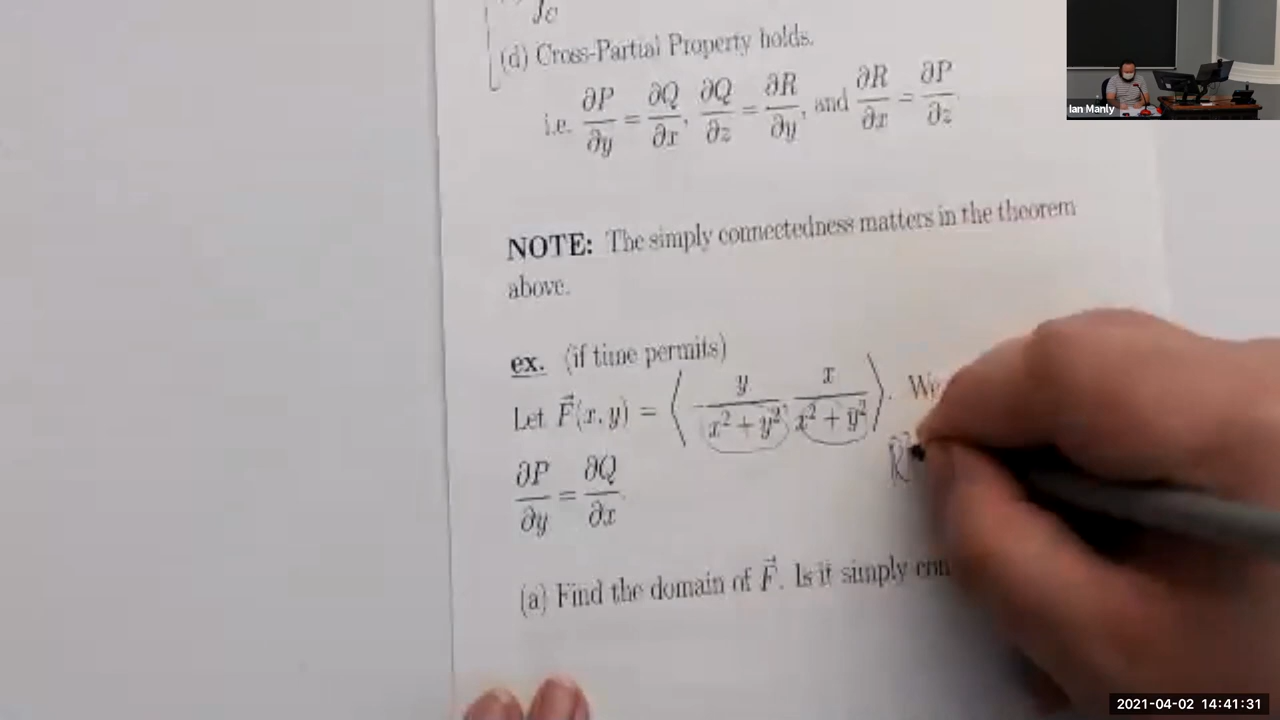 ∫C
(d) Cross-Partial Property holds.
i.e. ∂P/∂y = ∂Q/∂x, ∂Q/∂z = ∂R/∂y, and ∂R/∂x = ∂P/∂z
Ian Manly
NOTE: The simply connectedness matters in the theorem
above.
ex. (if time permits)
Let F⃗(x, y) = ⟨ −y/(x² + y²), x/(x² + y²) ⟩. We
∂P/∂y = ∂Q/∂x.
ℝ²
(a) Find the domain of F⃗. Is it simply
2021-04-02 14:41:31